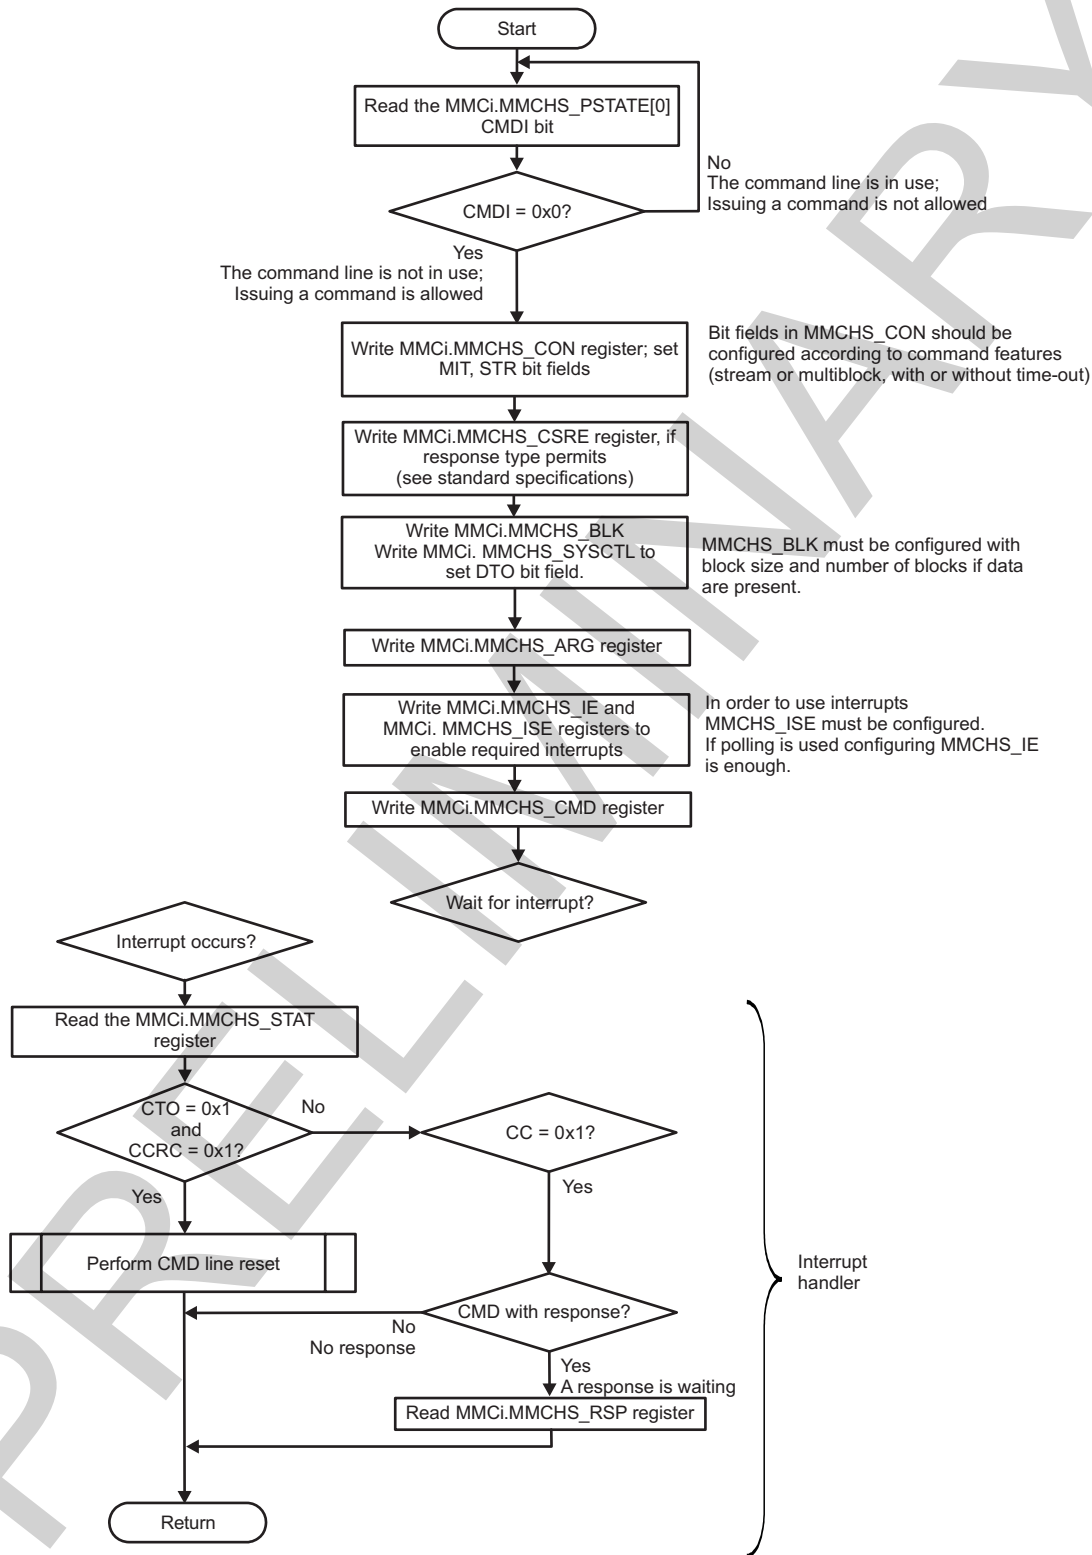 Start
Read the MMCi.MMCHS_PSTATE[0]
CMDI bit
No
The command line is in use;
Issuing a command is not allowed
CMDI = 0x0?
Yes
The command line is not in use;
Issuing a command is allowed
Write MMCi.MMCHS_CON register; set
MIT, STR bit fields
Bit fields in MMCHS_CON should be
configured according to command features
(stream or multiblock, with or without time-out)
Write MMCi.MMCHS_CSRE register, if
response type permits
(see standard specifications)
Write MMCi.MMCHS_BLK
Write MMCi. MMCHS_SYSCTL to
set DTO bit field.
MMCHS_BLK must be configured with
block size and number of blocks if data
are present.
Write MMCi.MMCHS_ARG register
Write MMCi.MMCHS_IE and
MMCi. MMCHS_ISE registers to
enable required interrupts
In order to use interrupts
MMCHS_ISE must be configured.
If polling is used configuring MMCHS_IE
is enough.
Write MMCi.MMCHS_CMD register
Wait for interrupt?
Interrupt occurs?
Read the MMCi.MMCHS_STAT
register
CTO = 0x1
and
CCRC = 0x1?
No
CC = 0x1?
Yes
Yes
Perform CMD line reset
Interrupt
handler
CMD with response?
No
No response
Yes
A response is waiting
Read MMCi.MMCHS_RSP register
Return
PRELIMINARY